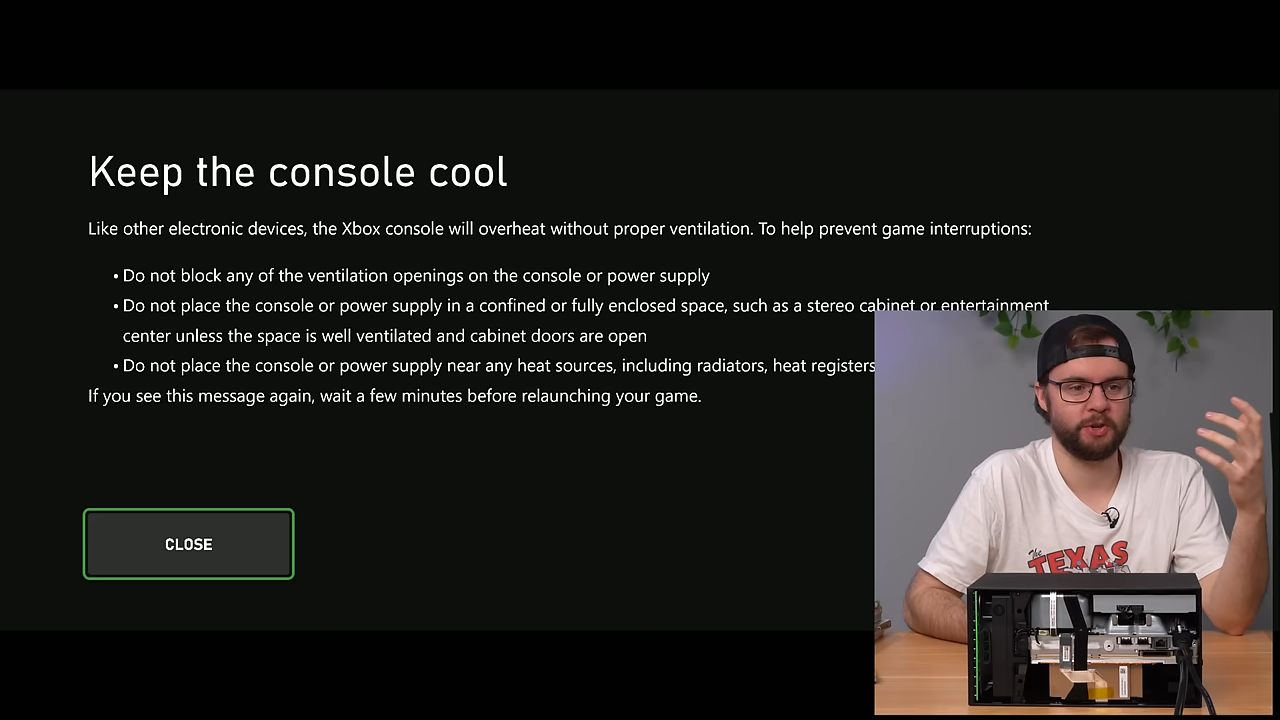 Keep the console cool
Like other electronic devices, the Xbox console will overheat without proper ventilation. To help prevent game interruptions:
• Do not block any of the ventilation openings on the console or power supply
• Do not place the console or power supply in a confined or fully enclosed space, such as a stereo cabinet or entertainment
center unless the space is well ventilated and cabinet doors are open
• Do not place the console or power supply near any heat sources, including radiators, heat registers
If you see this message again, wait a few minutes before relaunching your game.
CLOSE
The
TEXAS